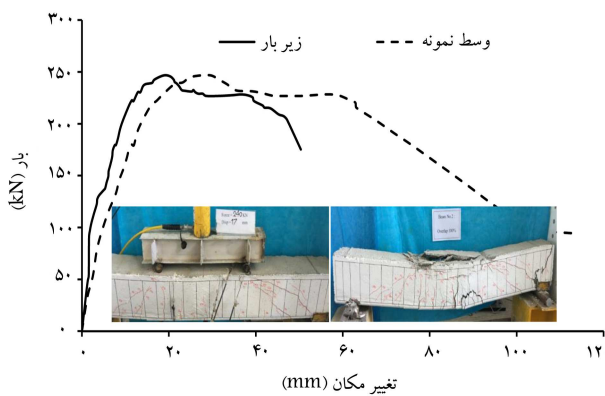 ۳۰۰
۲۵۰
۲۰۰
۱۵۰
۱۰۰
۵۰
۰
بار (kN)
زیر بار
وسط نمونه
۰ ۲۰ ۴۰ ۶۰ ۸۰ ۱۰۰ ۱۲
تغییر مکان (mm)